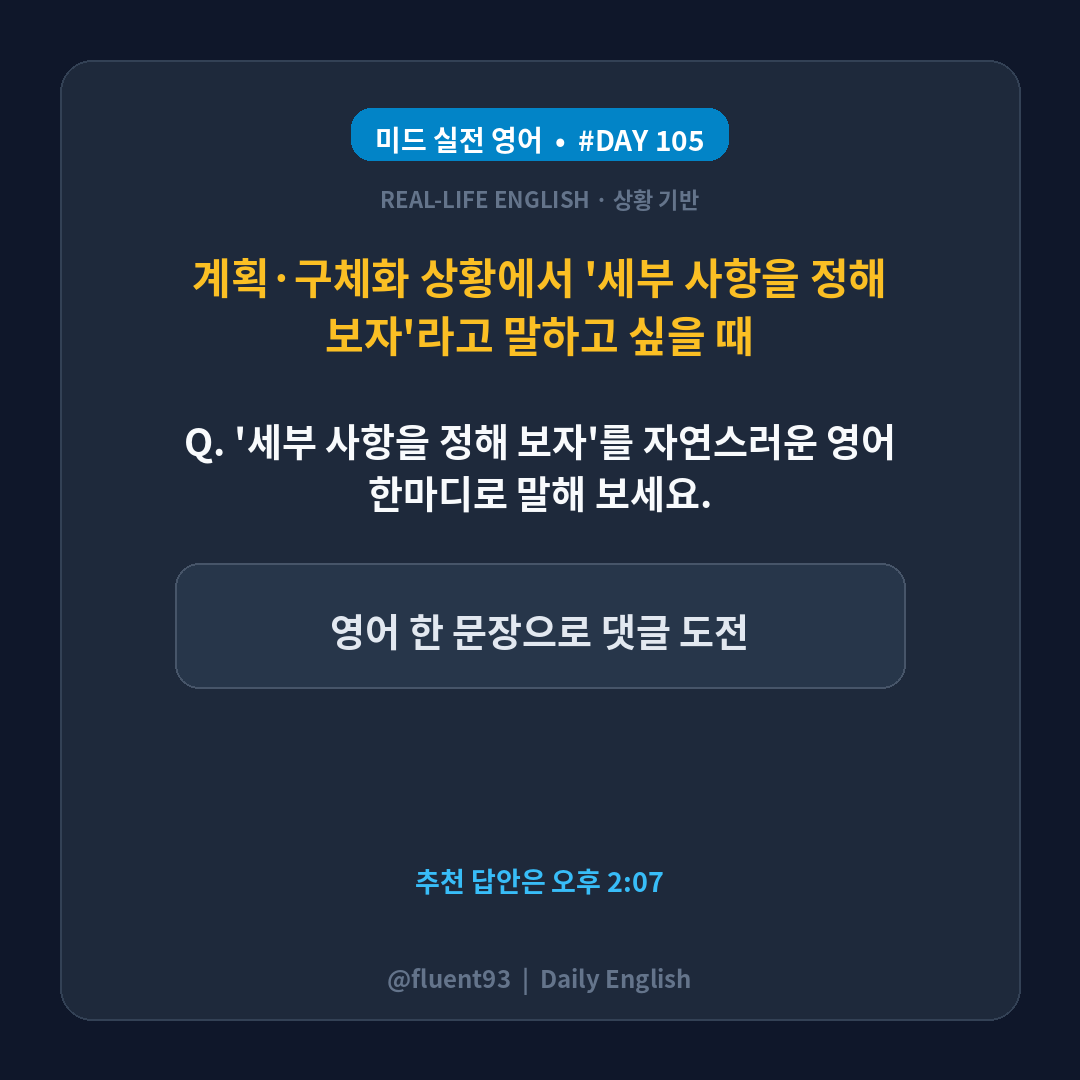 미드 실전 영어 • #DAY 105
REAL-LIFE ENGLISH · 상황 기반
계획·구체화 상황에서 '세부 사항을 정해
보자'라고 말하고 싶을 때
Q. '세부 사항을 정해 보자'를 자연스러운 영어
한마디로 말해 보세요.
영어 한 문장으로 댓글 도전
추천 답안은 오후 2:07
@fluent93 | Daily English